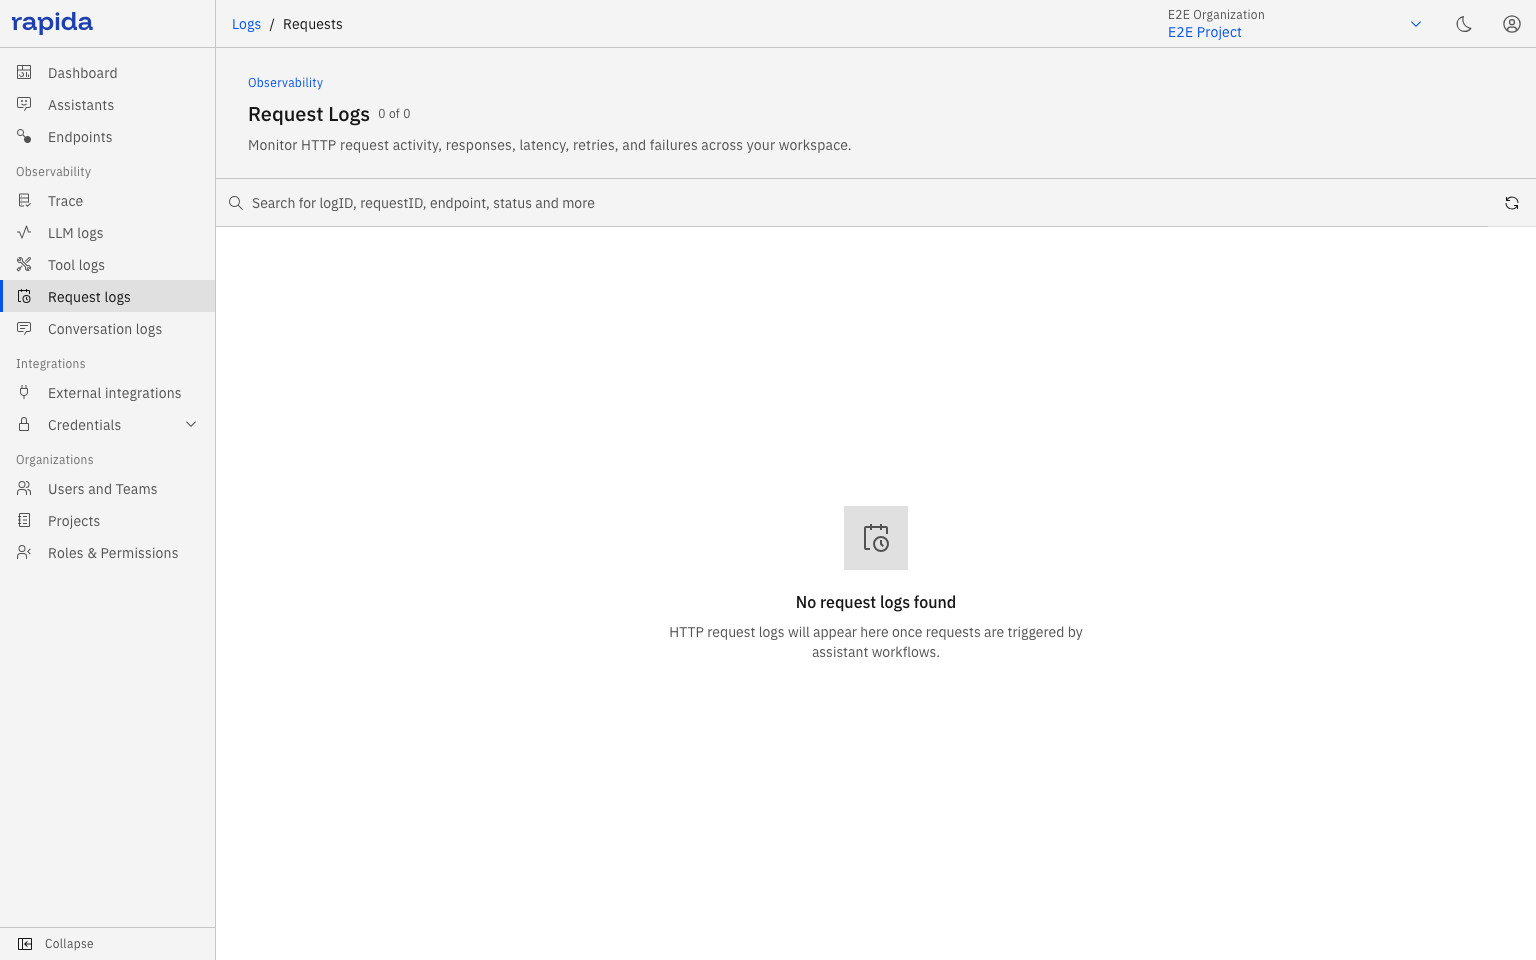 rapida
Logs / Requests
E2E Organization
E2E Project
Dashboard
Assistants
Endpoints
Observability
Trace
LLM logs
Tool logs
Request logs
Conversation logs
Integrations
External integrations
Credentials
Organizations
Users and Teams
Projects
Roles & Permissions
Collapse
Observability
Request Logs 0 of 0
Monitor HTTP request activity, responses, latency, retries, and failures across your workspace.
Search for logID, requestID, endpoint, status and more
No request logs found
HTTP request logs will appear here once requests are triggered by
assistant workflows.